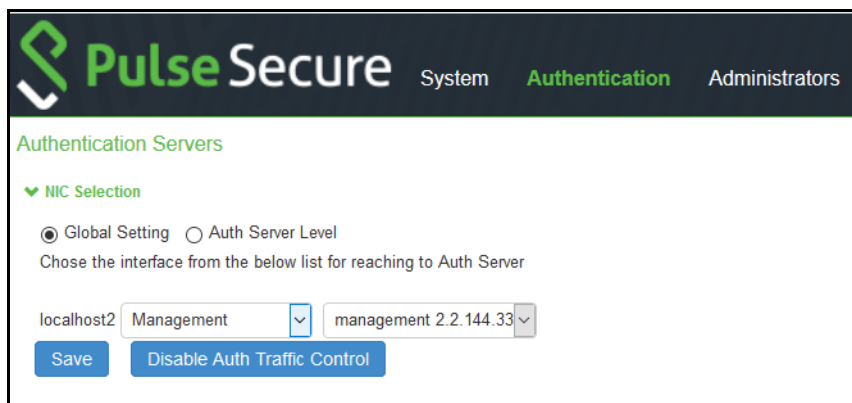 Pulse Secure System Authentication Administrators
Authentication Servers
NIC Selection
Global Setting Auth Server Level
Chose the interface from the below list for reaching to Auth Server
localhost2 Management management 2.2.144.33
Save Disable Auth Traffic Control